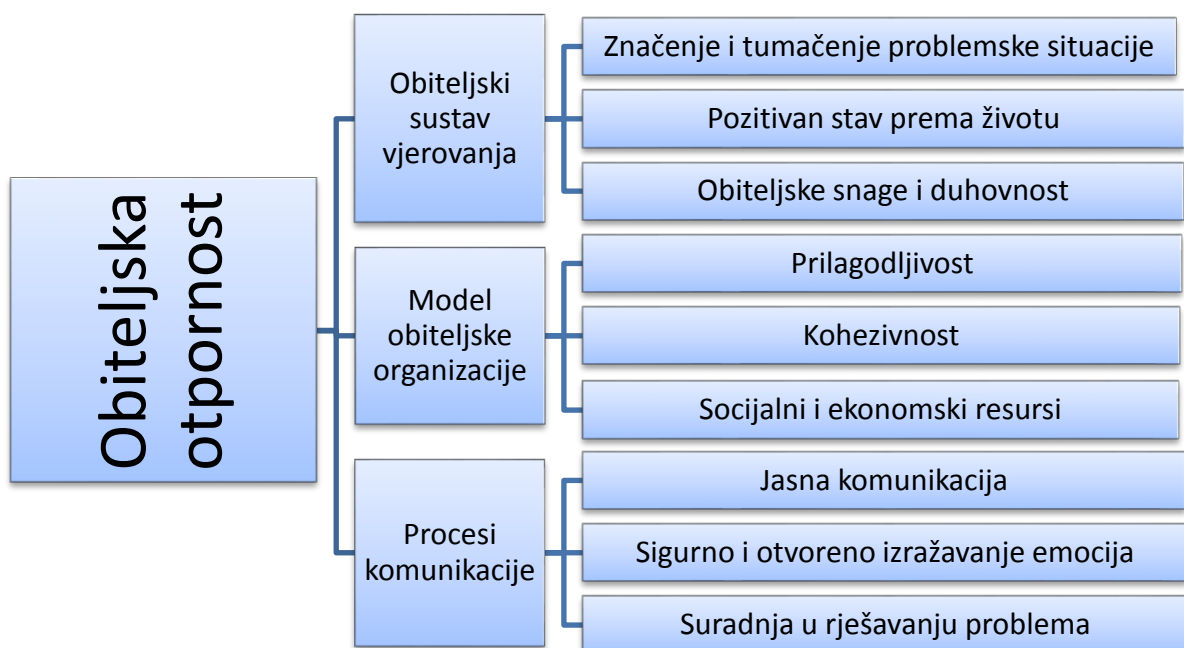 Obiteljska
otpornost
Obiteljski
sustav
vjerovanja
Značenje i tumačenje problemske situacije
Pozitivan stav prema životu
Obiteljske snage i duhovnost
Model
obiteljske
organizacije
Prilagodljivost
Kohezivnost
Socijalni i ekonomski resursi
Procesi
komunikacije
Jasna komunikacija
Sigurno i otvoreno izražavanje emocija
Suradnja u rješavanju problema